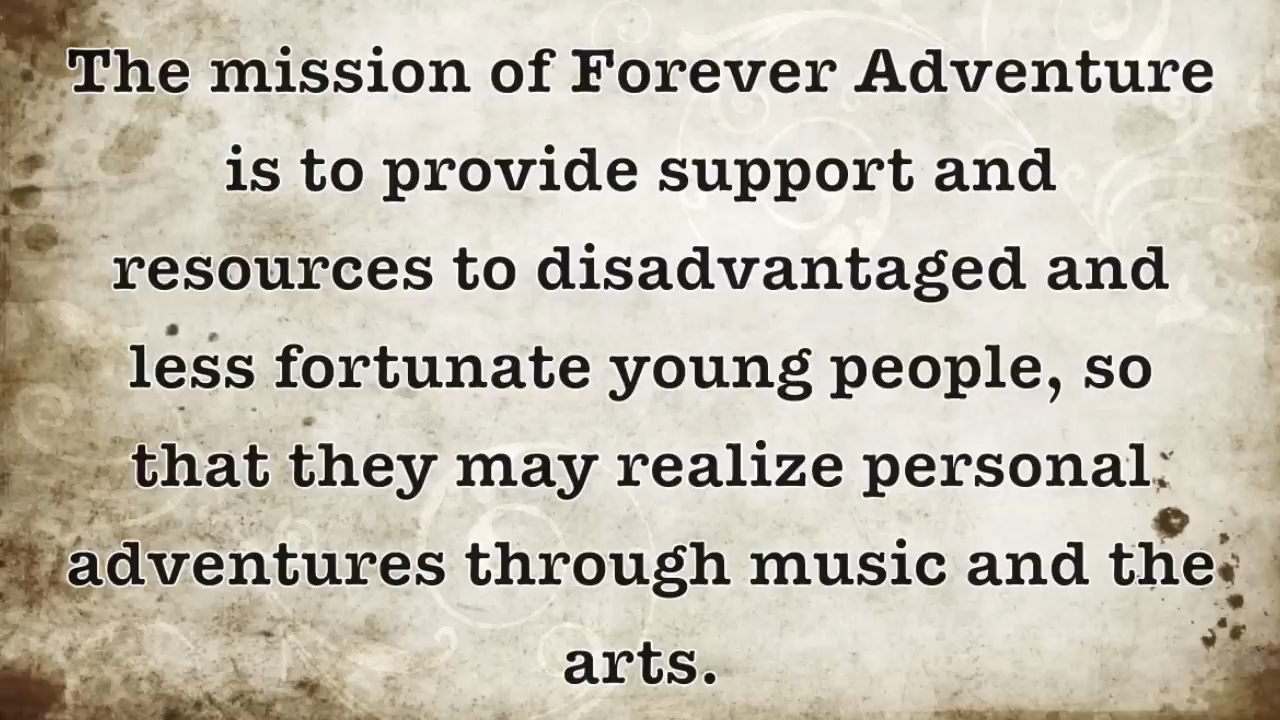 The mission of Forever Adventure
is to provide support and
resources to disadvantaged and
less fortunate young people, so
that they may realize personal
adventures through music and the
arts.